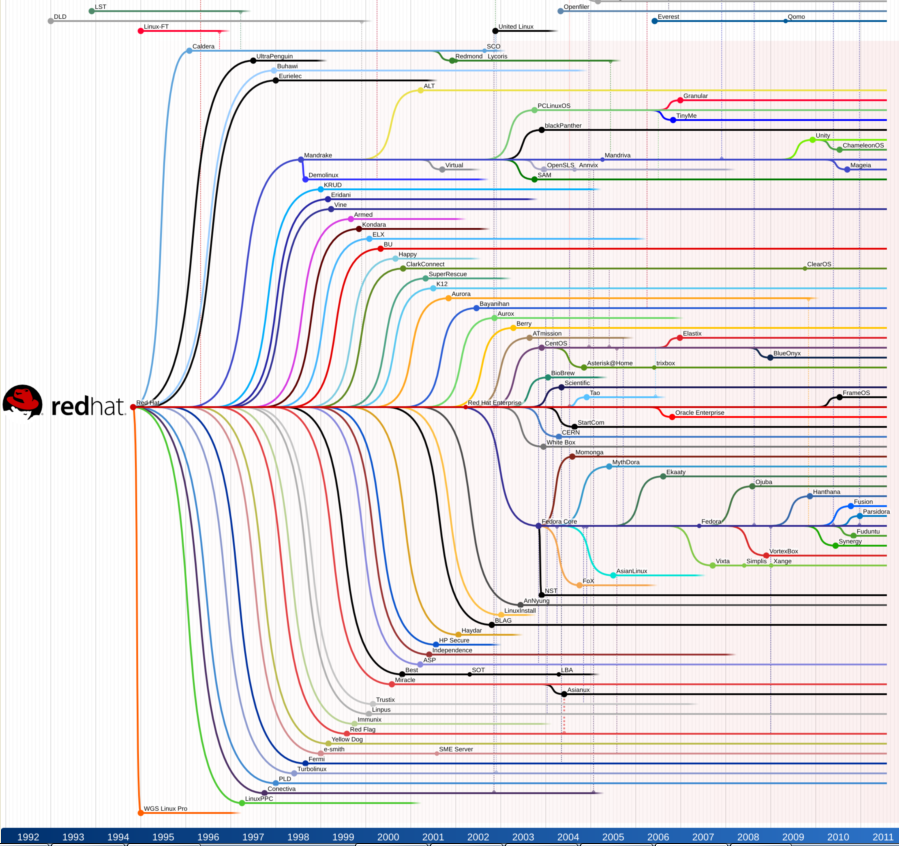 LST
Openfiler
DLD
Everest
Qomo
Linux-FT
United Linux
Caldera
SCO
UltraPenguin
Redmond
Lycoris
Buhawi
Eurielec
ALT
Granular
PCLinuxOS
TinyMe
blackPanther
Unity
ChameleonOS
Mandrake
Mandriva
Virtual
OpenSLS
Annvix
Mageia
Demolinux
SAM
KRUD
Eridani
Vine
Armed
Kondara
ELX
BU
Happy
ClarkConnect
ClearOS
SuperRescue
K12
Aurora
Bayanihan
Aurox
Berry
ATmission
Elastix
CentOS
BlueOnyx
Asterisk@Home
trixbox
BioBrew
Scientific
Tao
FrameOS
redhat.
Red Hat
Red Hat Enterprise
Oracle Enterprise
StartCom
CERN
White Box
Momonga
MythDora
Ekaaty
Ojuba
Hanthana
Fusion
Parsidora
Fedora Core
Fedora
Fuduntu
Synergy
VortexBox
Vixta
Simplis
Xange
AsianLinux
FoX
NST
AnNyung
LinuxInstall
BLAG
Haydar
HP Secure
Independence
ASP
Best
SOT
LBA
Miracle
Asianux
Trustix
Linpus
Immunix
Red Flag
Yellow Dog
e-smith
SME Server
Fermi
Turbolinux
PLD
Conectiva
LinuxPPC
WGS Linux Pro
1992 1993 1994 1995 1996 1997 1998 1999 2000 2001 2002 2003 2004 2005 2006 2007 2008 2009 2010 2011